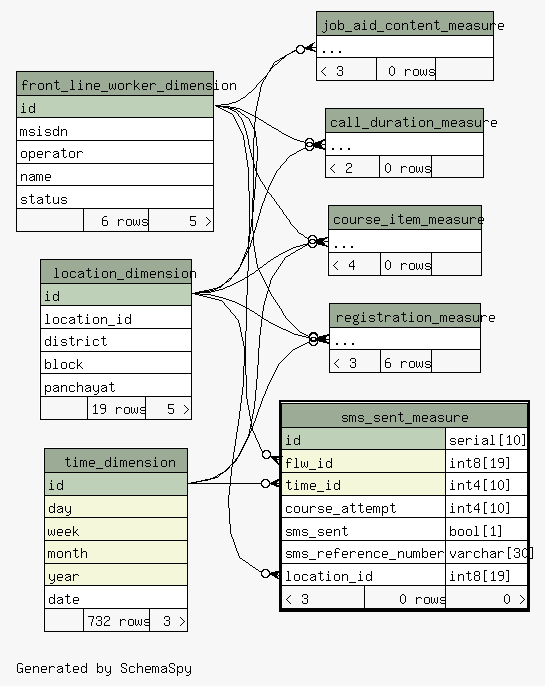 job_aid_content_measure
...
< 3 0 rows
front_line_worker_dimension
id
msisdn
operator
name
status
6 rows 5 >
call_duration_measure
...
< 2 0 rows
course_item_measure
...
< 4 0 rows
location_dimension
id
location_id
district
block
panchayat
19 rows 5 >
registration_measure
...
< 3 6 rows
sms_sent_measure
id serial[10]
flw_id int8[19]
time_id int4[10]
course_attempt int4[10]
sms_sent bool[1]
sms_reference_number varchar[30]
location_id int8[19]
< 3 0 rows 0 >
time_dimension
id
day
week
month
year
date
732 rows 3 >
Generated by SchemaSpy